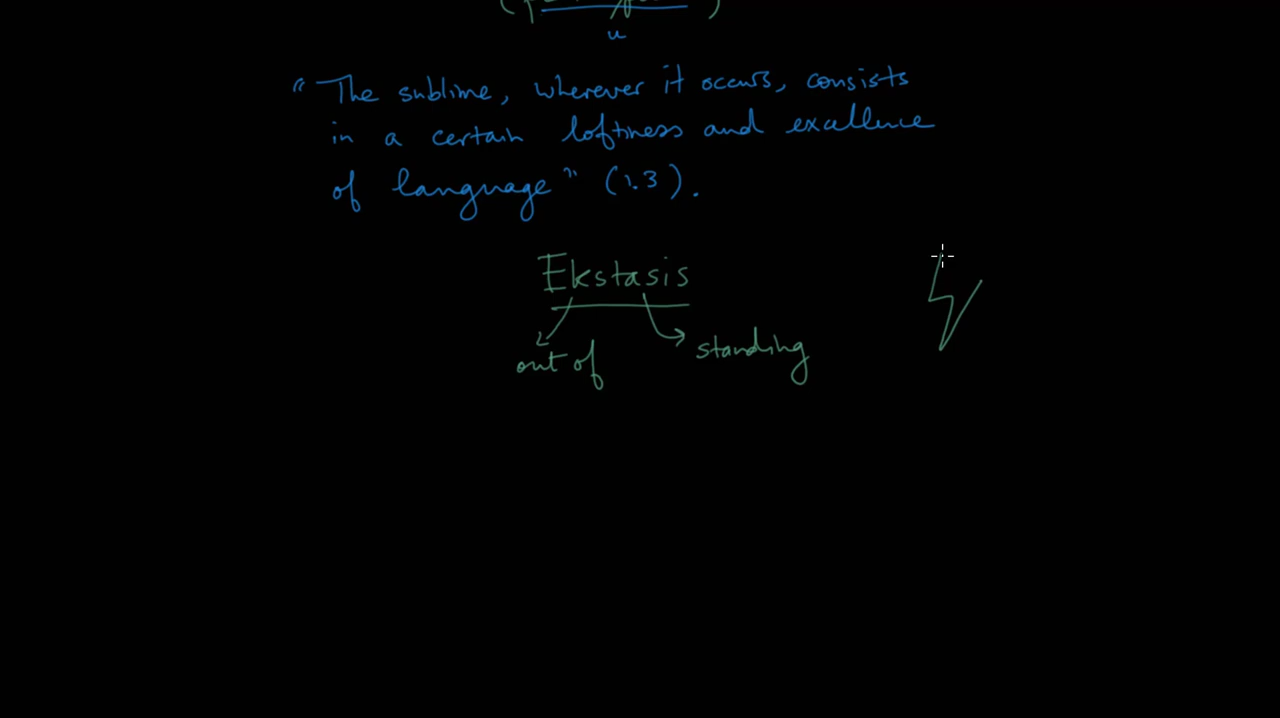 u
" The sublime, wherever it occurs, consists
in a certain loftiness and excellence
of language" (1.3).
Ekstasis
out of standing